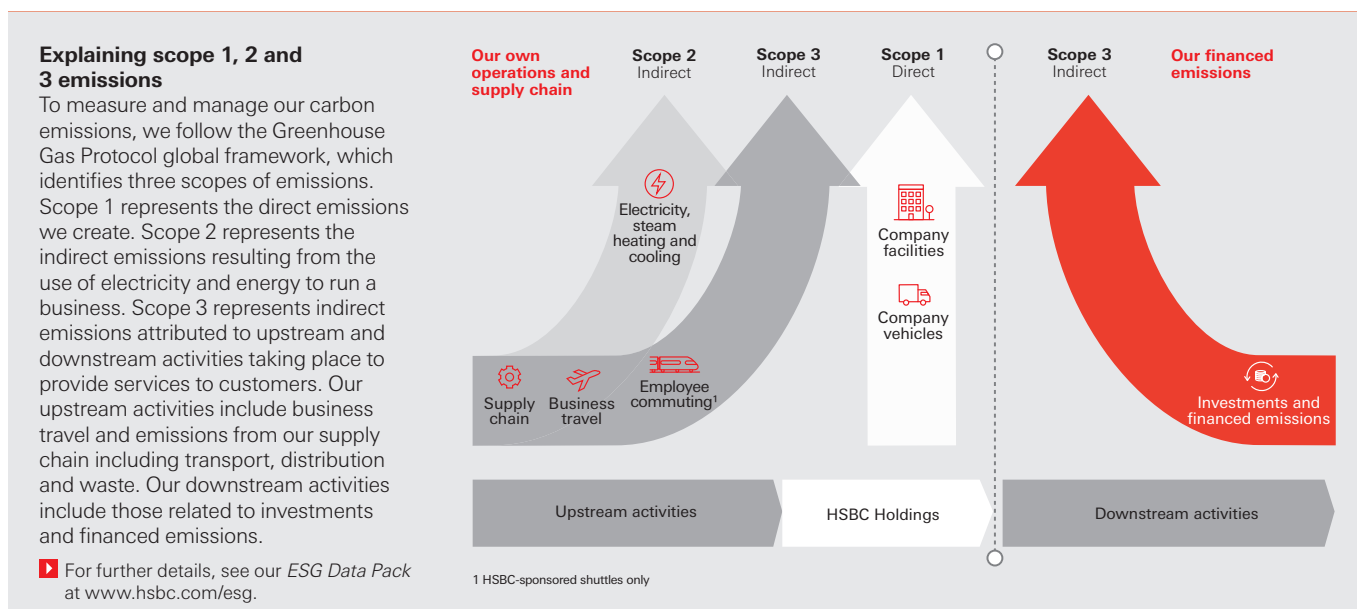 Explaining scope 1, 2 and
3 emissions
To measure and manage our carbon
emissions, we follow the Greenhouse
Gas Protocol global framework, which
identifies three scopes of emissions.
Scope 1 represents the direct emissions
we create. Scope 2 represents the
indirect emissions resulting from the
use of electricity and energy to run a
business. Scope 3 represents indirect
emissions attributed to upstream and
downstream activities taking place to
provide services to customers. Our
upstream activities include business
travel and emissions from our supply
chain including transport, distribution
and waste. Our downstream activities
include those related to investments
and financed emissions.
For further details, see our ESG Data Pack
at www.hsbc.com/esg.
Our own
operations and
supply chain
Scope 2
Indirect
Scope 3
Indirect
Scope 1
Direct
Scope 3
Indirect
Our financed
emissions
Electricity,
steam
heating and
cooling
Company
facilities
Company
vehicles
Supply
chain
Business
travel
Employee
commuting¹
Investments and
financed emissions
Upstream activities
HSBC Holdings
Downstream activities
1 HSBC-sponsored shuttles only